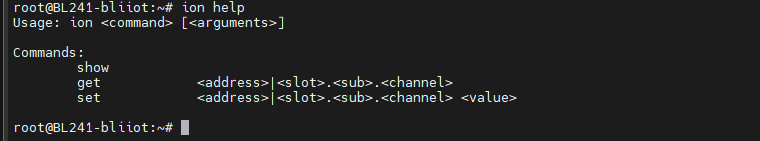 root@BL241-bliiot:~# ion help
Usage: ion <command> [<arguments>]
Commands:
show
get <address>|<slot>.<sub>.<channel>
set <address>|<slot>.<sub>.<channel> <value>
root@BL241-bliiot:~#